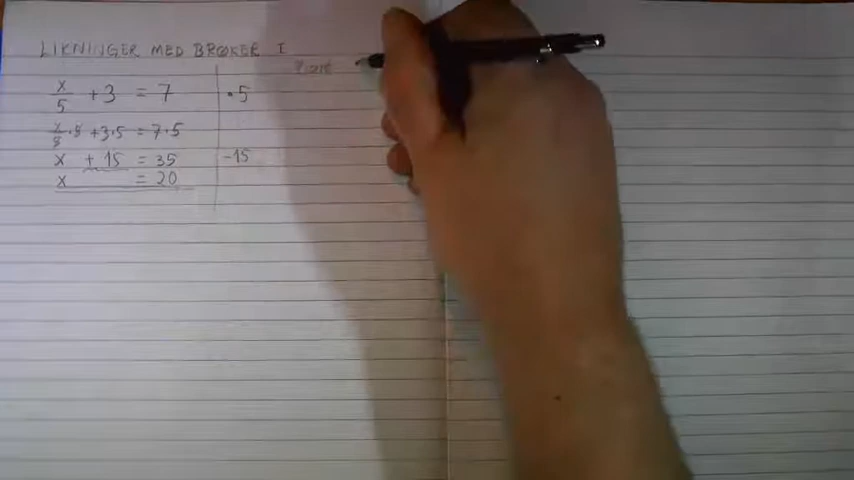 LIKNINGER MED BRØKER I
x/5 + 3 = 7 | · 5
x/5 · 5 + 3 · 5 = 7 · 5
x + 15 = 35 | -15
x = 20